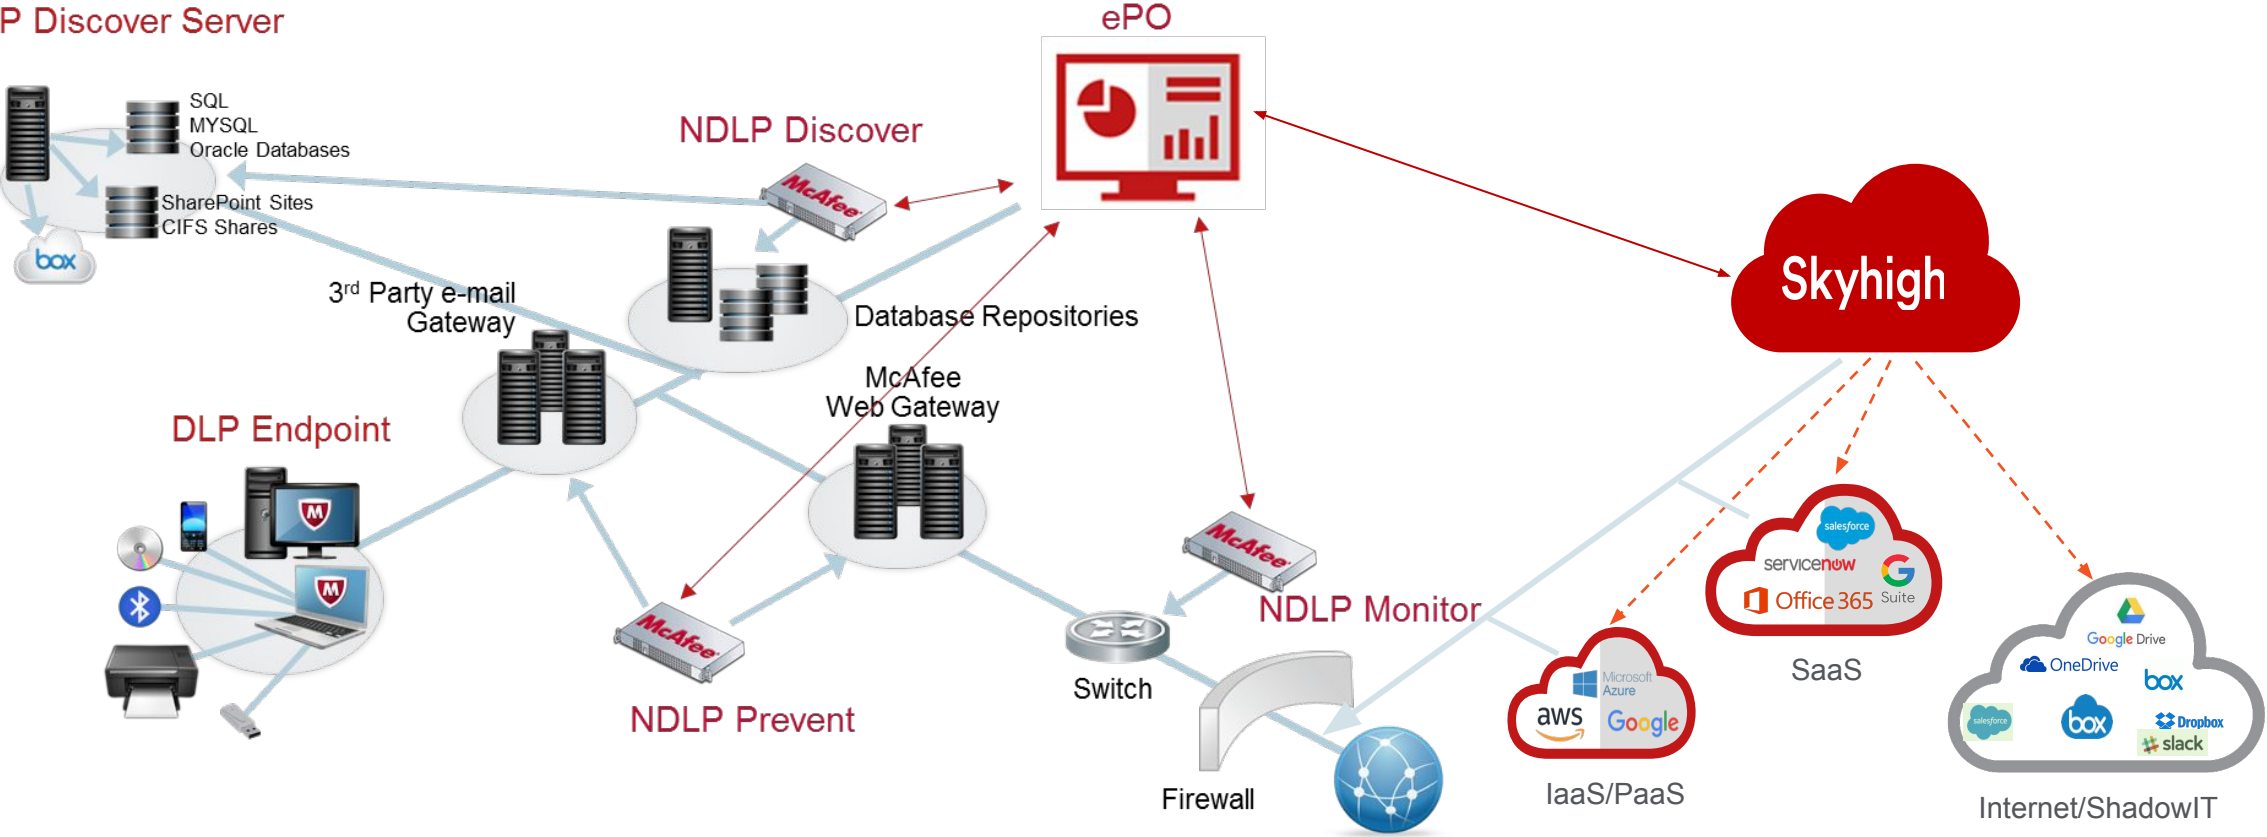 P Discover Server
ePO
SQL
MYSQL
Oracle Databases
NDLP Discover
McAfee
SharePoint Sites
CIFS Shares
box
3rd Party e-mail
Gateway
Database Repositories
Skyhigh
McAfee
Web Gateway
DLP Endpoint
M
M
McAfee
NDLP Monitor
McAfee
NDLP Prevent
Switch
Firewall
salesforce
servicenow
G Suite
Office 365
SaaS
Microsoft
Azure
aws
Google
IaaS/PaaS
Google Drive
OneDrive
box
salesforce
box
Dropbox
slack
Internet/ShadowIT